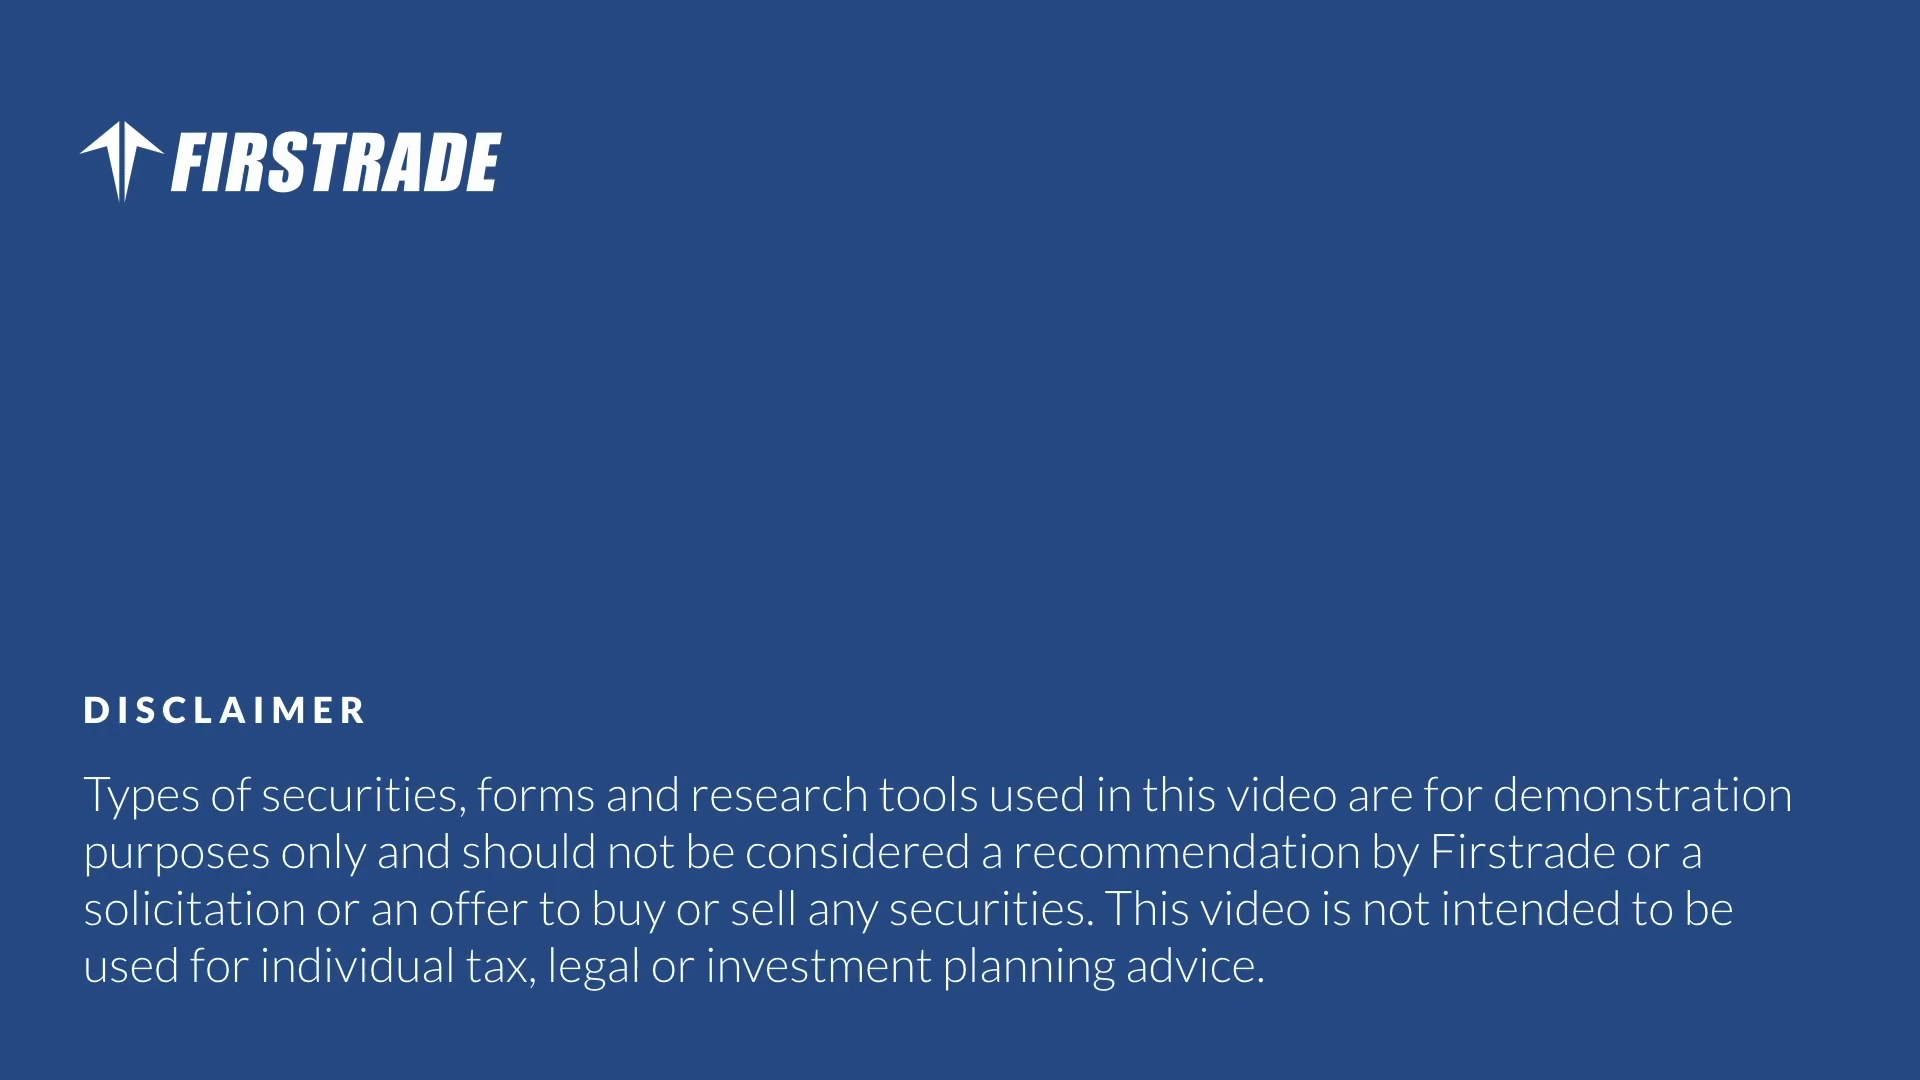 FIRSTRADE
DISCLAIMER
Types of securities, forms and research tools used in this video are for demonstration
purposes only and should not be considered a recommendation by Firstrade or a
solicitation or an offer to buy or sell any securities. This video is not intended to be
used for individual tax, legal or investment planning advice.